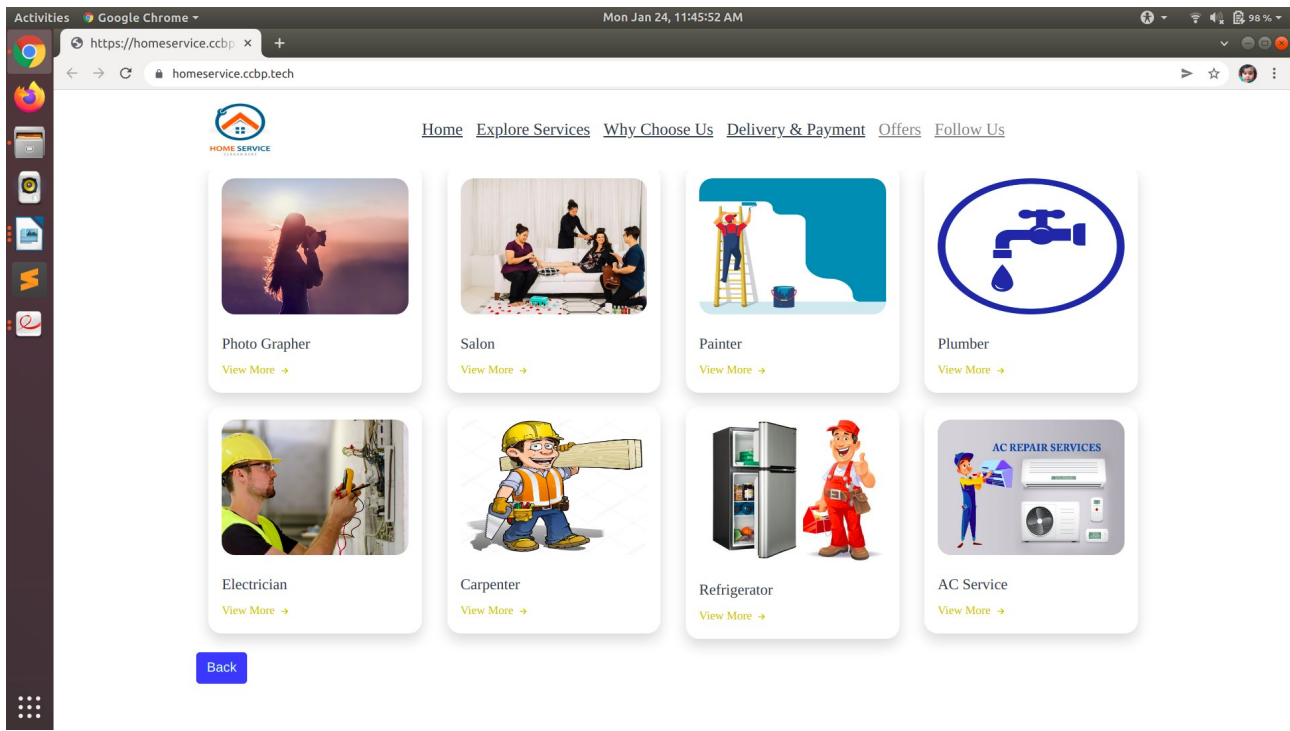 Activities Google Chrome Mon Jan 24, 11:45:52 AM 98 %
https://homeservice.ccbp
homeservice.ccbp.tech
HOME SERVICE
Home Explore Services Why Choose Us Delivery & Payment Offers Follow Us
Photo Grapher Salon Painter Plumber
View More → View More → View More → View More →
AC REPAIR SERVICES
Electrician Carpenter Refrigerator AC Service
View More → View More → View More → View More →
Back